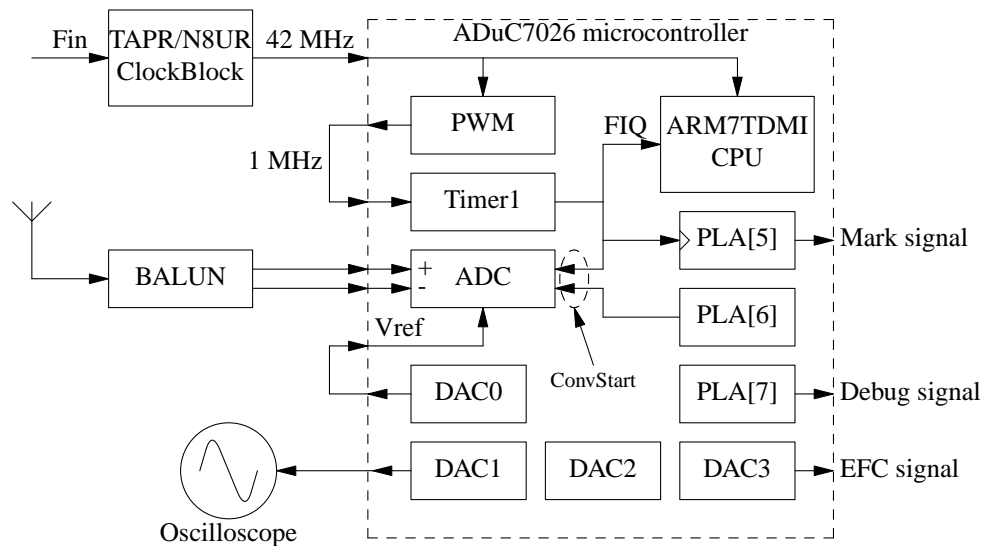 Fin
TAPR/N8UR
ClockBlock
42 MHz
ADuC7026 microcontroller
PWM
FIQ
ARM7TDMI
CPU
1 MHz
Timer1
PLA[5]
Mark signal
BALUN
+
-
ADC
PLA[6]
Vref
ConvStart
DAC0
PLA[7]
Debug signal
DAC1
DAC2
DAC3
EFC signal
Oscilloscope